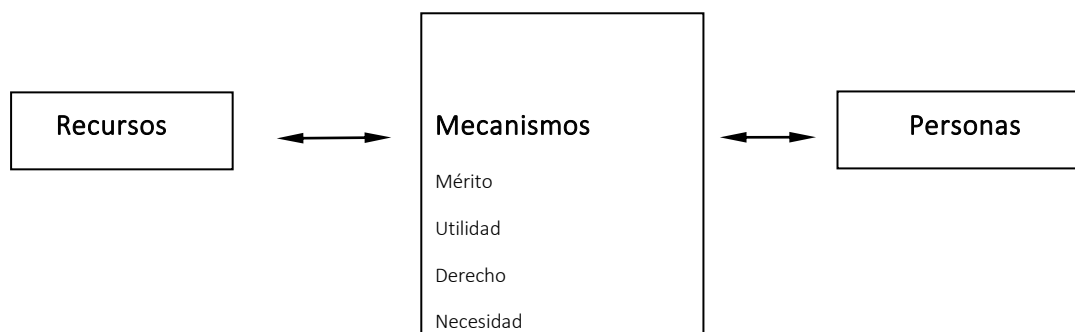 Recursos
Mecanismos
Mérito
Utilidad
Derecho
Necesidad
Personas